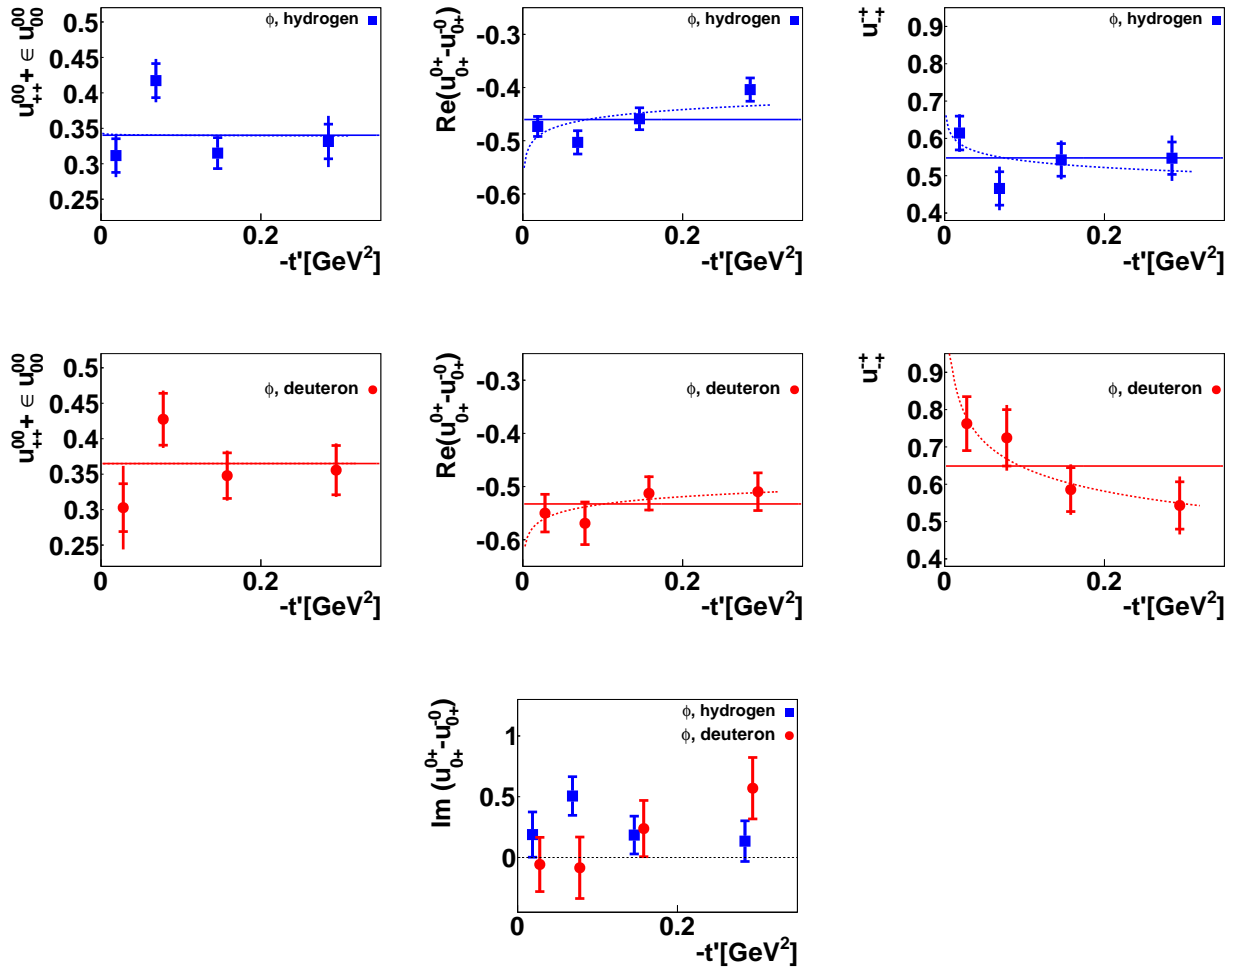 u⁰⁰₊₊+ ∈ u⁰⁰₀₀
0.5
0.45
0.4
0.35
0.3
0.25
0
0.2
-t'[GeV²]
ϕ, hydrogen
Re(u⁰⁺₀₊-u⁻⁰₀₊)
-0.3
-0.4
-0.5
-0.6
0
0.2
-t'[GeV²]
ϕ, hydrogen
u⁻⁺₋₊
0.9
0.8
0.7
0.6
0.5
0.4
0
0.2
-t'[GeV²]
ϕ, hydrogen
u⁰⁰₊₊+ ∈ u⁰⁰₀₀
0.5
0.45
0.4
0.35
0.3
0.25
0
0.2
-t'[GeV²]
ϕ, deuteron
Re(u⁰⁺₀₊-u⁻⁰₀₊)
-0.3
-0.4
-0.5
-0.6
0
0.2
-t'[GeV²]
ϕ, deuteron
u⁻⁺₋₊
0.9
0.8
0.7
0.6
0.5
0.4
0
0.2
-t'[GeV²]
ϕ, deuteron
Im (u⁰⁺₀₊-u⁻⁰₀₊)
1
0.5
0
0
0.2
-t'[GeV²]
ϕ, hydrogen
ϕ, deuteron